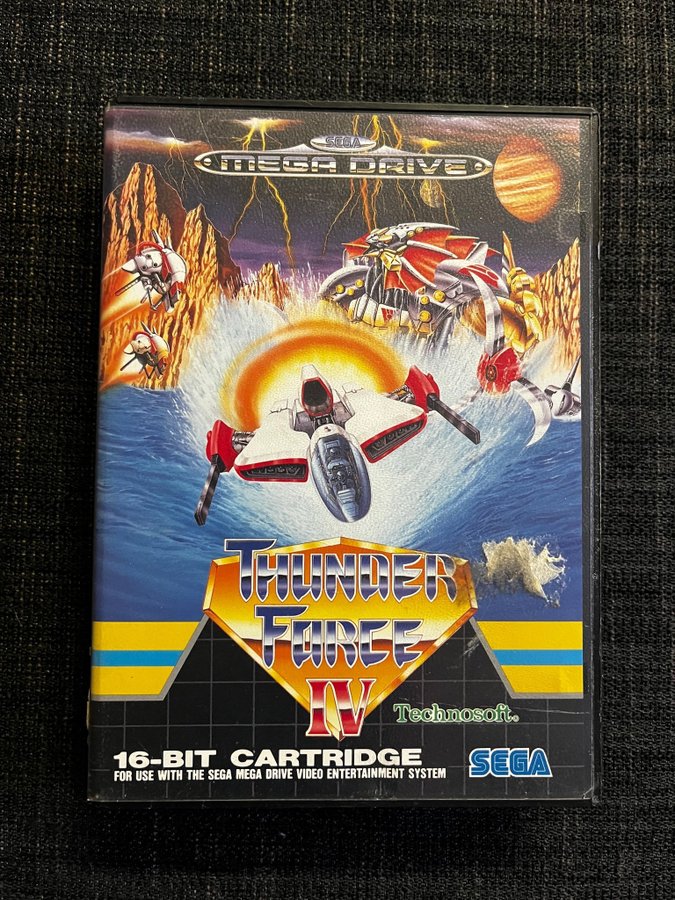 SEGA
MEGA DRIVE
THUNDER
FORCE
IV
Technosoft®
16-BIT CARTRIDGE
FOR USE WITH THE SEGA MEGA DRIVE VIDEO ENTERTAINMENT SYSTEM
SEGA